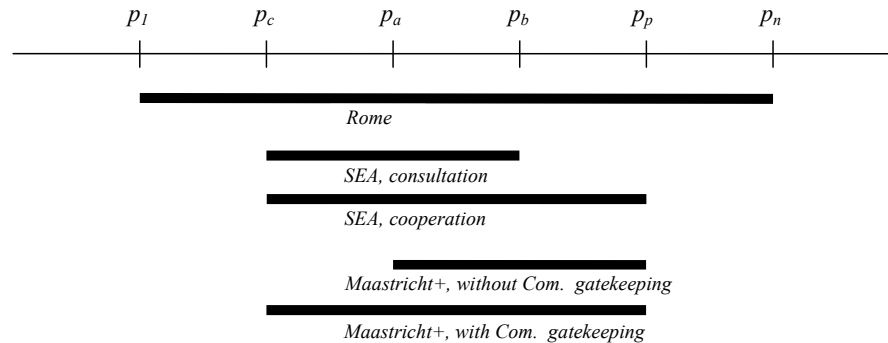 p1 pc pa pb pp pn
Rome
SEA, consultation
SEA, cooperation
Maastricht+, without Com. gatekeeping
Maastricht+, with Com. gatekeeping